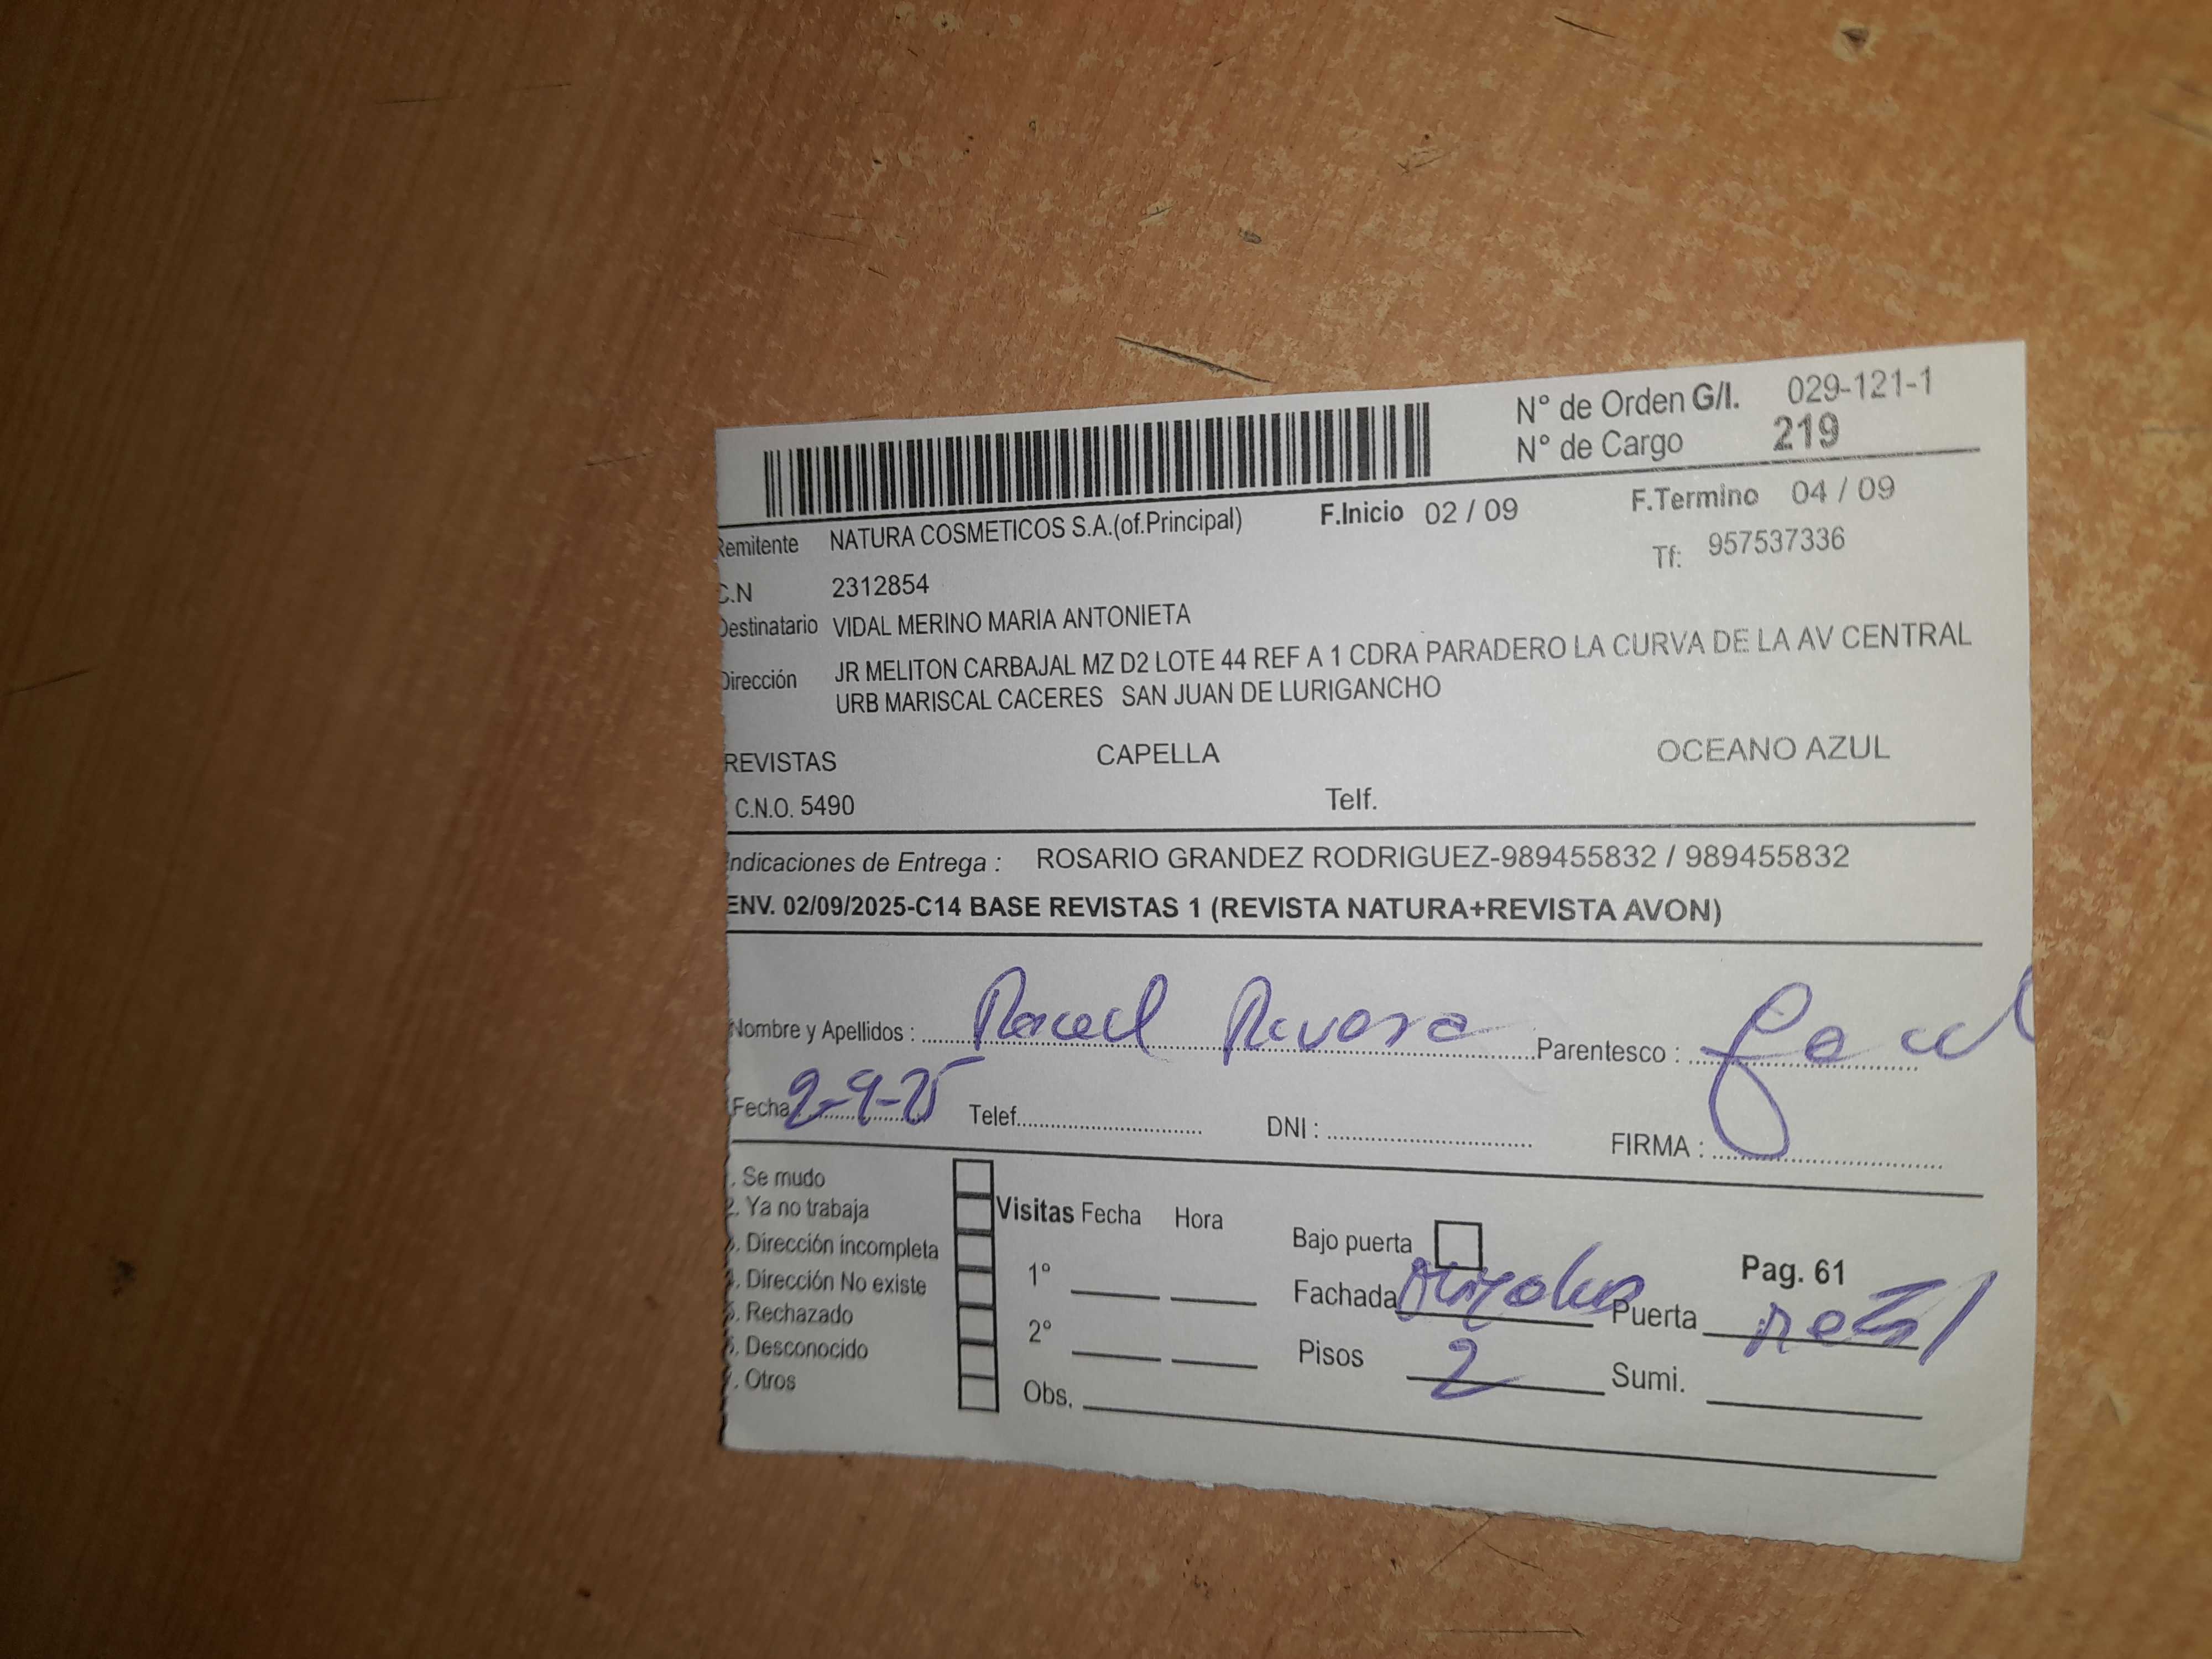 N° de Orden G/I. 029-121-1
N° de Cargo 219
Remitente NATURA COSMETICOS S.A.(of.Principal) F.Inicio 02 / 09 F.Termino 04 / 09
C.N 2312854 Tf: 957537336
Destinatario VIDAL MERINO MARIA ANTONIETA
Dirección JR MELITON CARBAJAL MZ D2 LOTE 44 REF A 1 CDRA PARADERO LA CURVA DE LA AV CENTRAL
URB MARISCAL CACERES SAN JUAN DE LURIGANCHO
REVISTAS CAPELLA OCEANO AZUL
C.N.O. 5490 Telf.
Indicaciones de Entrega : ROSARIO GRANDEZ RODRIGUEZ-989455832 / 989455832
ENV. 02/09/2025-C14 BASE REVISTAS 1 (REVISTA NATURA+REVISTA AVON)
Nombre y Apellidos : Parentesco :
Fecha : 2-9-25 Telef. DNI : FIRMA :
. Se mudo
2. Ya no trabaja
. Dirección incompleta
4. Dirección No existe
5. Rechazado
. Desconocido
. Otros
Visitas Fecha Hora
1°
2°
Obs.
Bajo puerta
Pag. 61
Fachada Puerta
Pisos 2 Sumi.